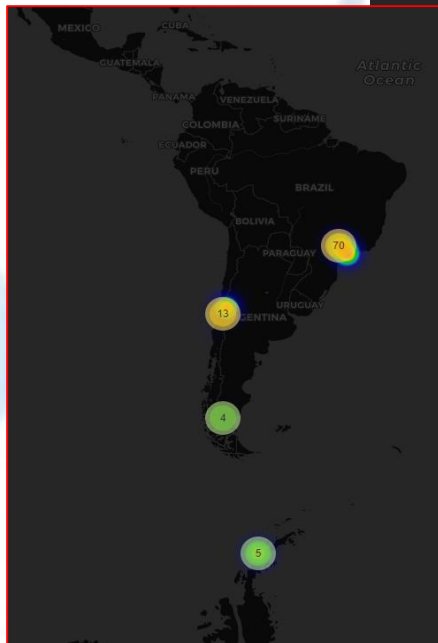 MEXICO
CUBA
GUATEMALA
Atlantic
Ocean
PANAMA
VENEZUELA
COLOMBIA
SURINAME
ECUADOR
PERU
BRAZIL
BOLIVIA
70
PARAGUAY
URUGUAY
13
GENTINA
4
5